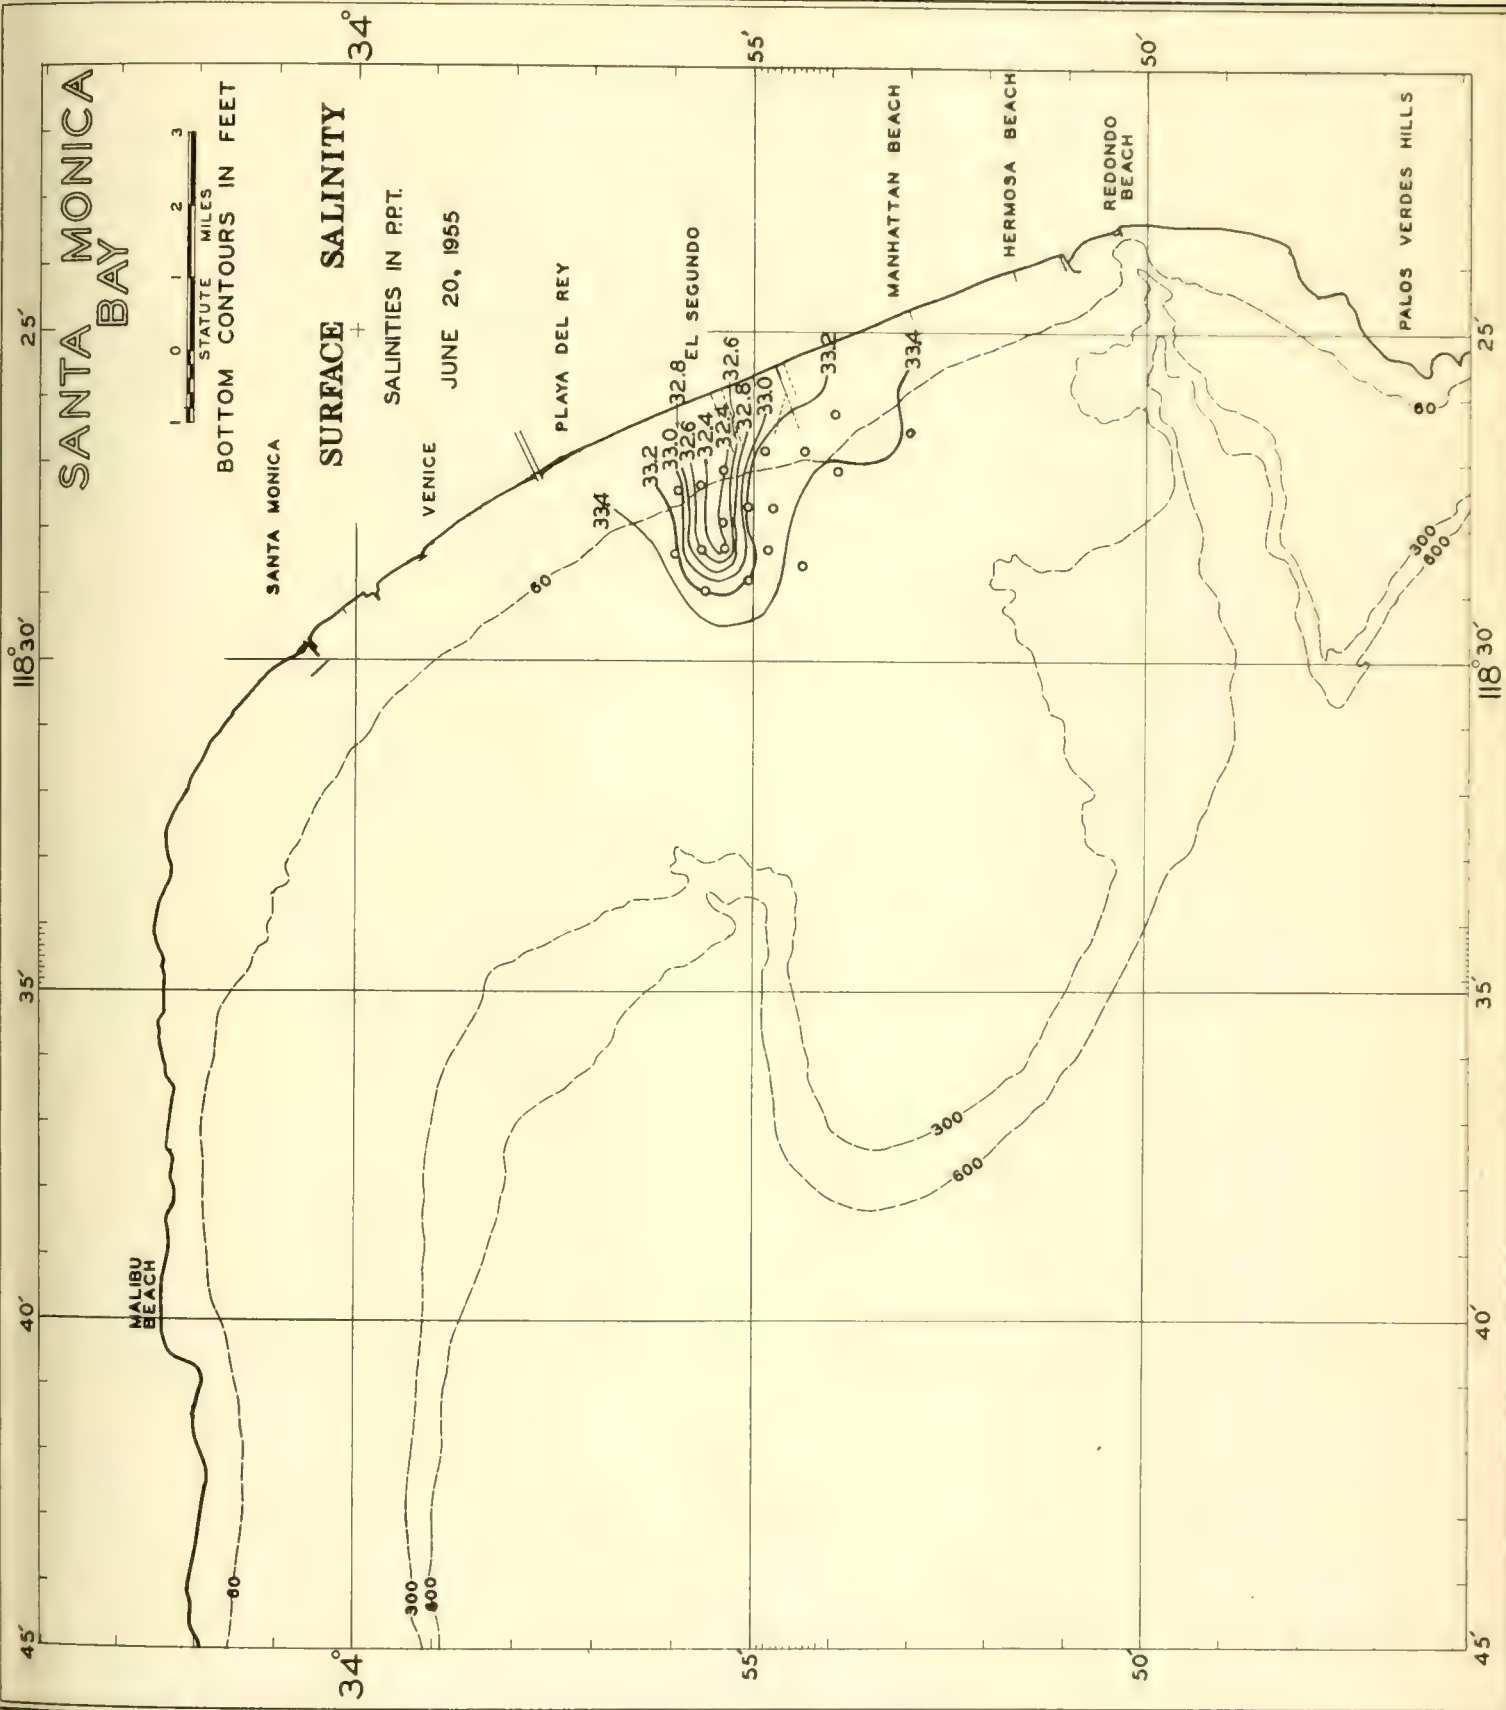 SANTA MONICA
BAY
1 0 1 2 3
STATUTE MILES
BOTTOM CONTOURS IN FEET
SURFACE SALINITY
SALINITIES IN P.P.T.
JUNE 20, 1955
SANTA MONICA
VENICE
PLAYA DEL REY
EL SEGUNDO
MANHATTAN BEACH
HERMOSA BEACH
REDONDO
BEACH
PALOS VERDES HILLS
MALIBU
BEACH
45′
40′
35′
118°30′
25′
34°
55′
50′
34°
55′
50′
45′
40′
35′
118°30′
25′
33.4
33.2
33.0
32.8
32.6
32.4
32.4
32.6
32.8
33.0
33.2
33.4
60
60
60
300
600
300
600
300
600